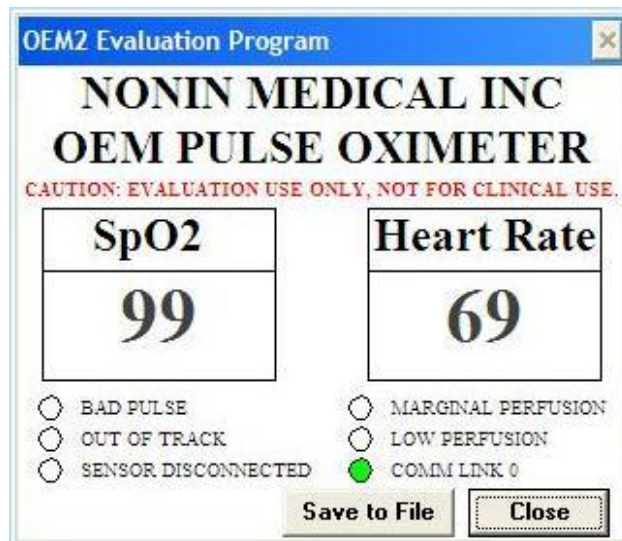 OEM2 Evaluation Program
NONIN MEDICAL INC
OEM PULSE OXIMETER
CAUTION: EVALUATION USE ONLY, NOT FOR CLINICAL USE.
SpO2
Heart Rate
99
69
BAD PULSE
MARGINAL PERFUSION
OUT OF TRACK
LOW PERFUSION
SENSOR DISCONNECTED
COMM LINK 0
Save to File
Close